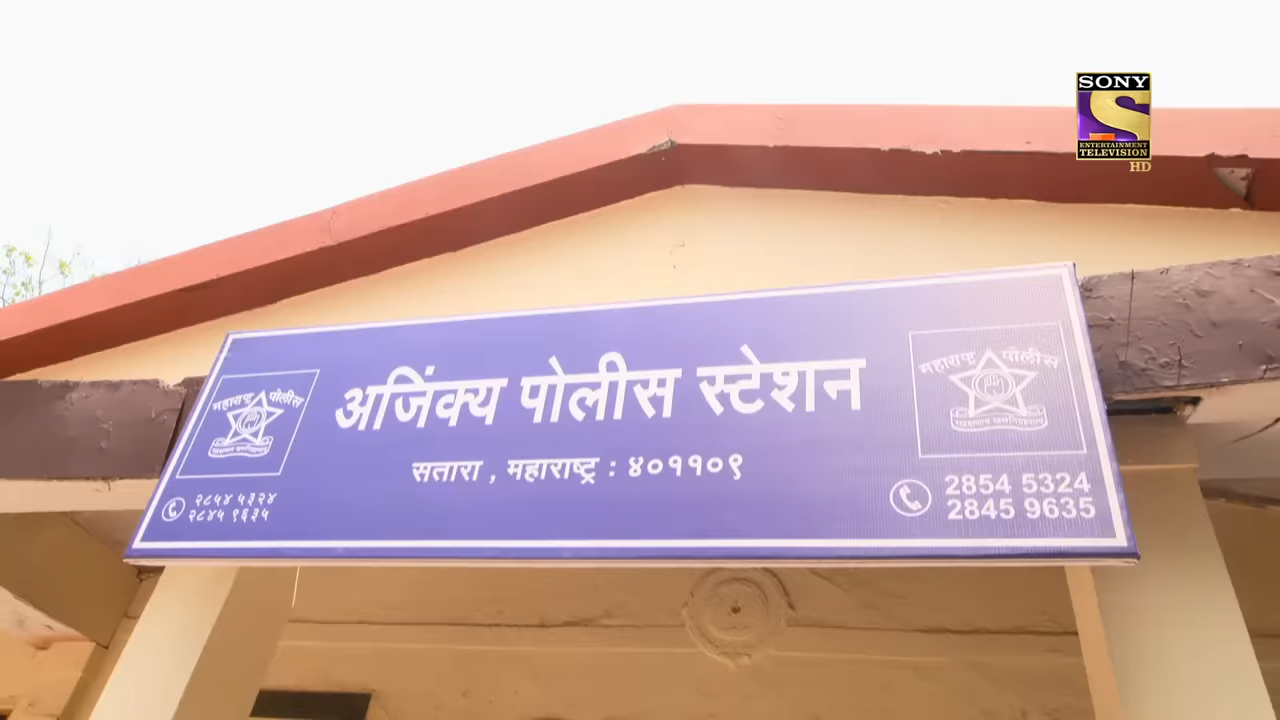 SONY
ENTERTAINMENT
TELEVISION
HD
महाराष्ट्र पोलीस
अजिंक्य पोलीस स्टेशन
महाराष्ट्र पोलीस
सतारा , महाराष्ट्र : ४०११०९
२८५४ ५३२४
२८४५ ९६३५
2854 5324
2845 9635